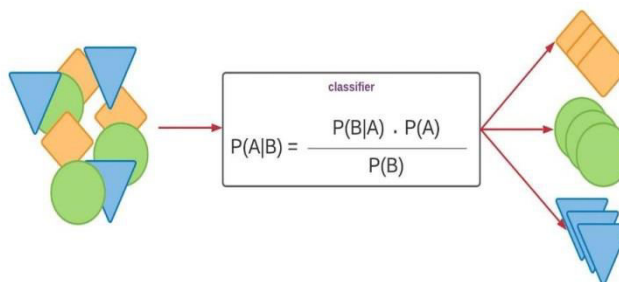 classifier
P(A|B) = P(B|A) . P(A)
P(B)